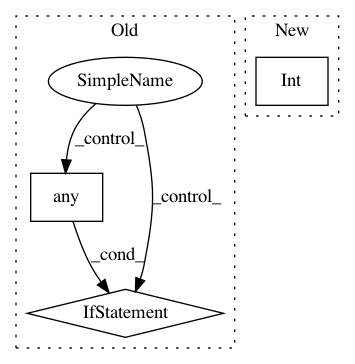 Old
New
SimpleName
Int
_control_
any
_control_
_cond_
IfStatement